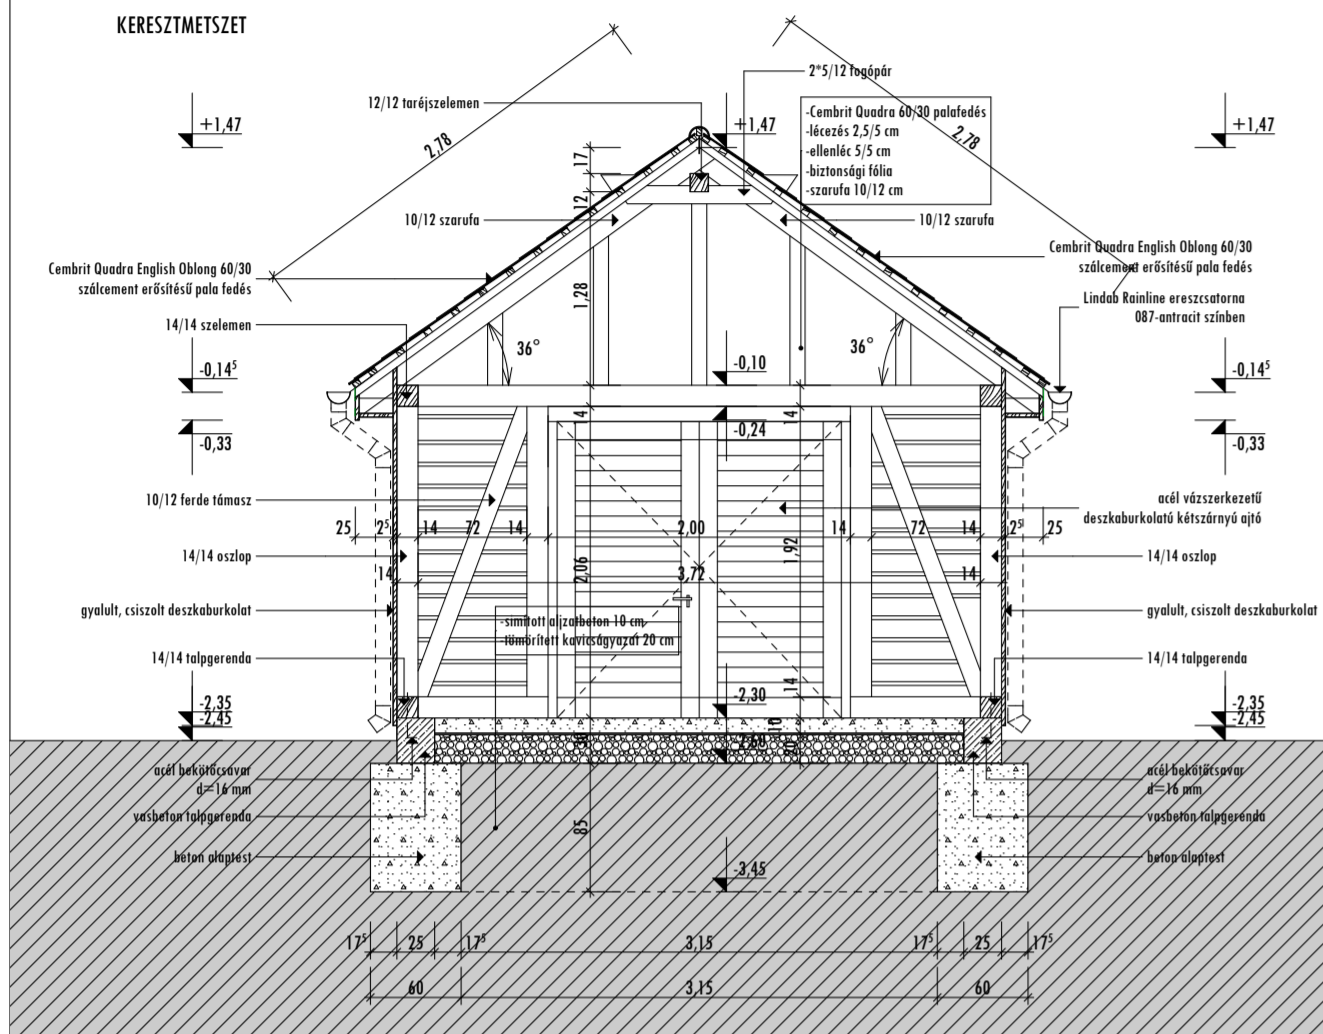 KERESZTMETSZET
2*5/12 fogópár
12/12 taréjszelemen
-Cembrit Quadra 60/30 palafedés
-lécezés 2,5/5 cm
-ellenléc 5/5 cm
-biztonsági fólia
-szarufa 10/12 cm
+1,47
+1,47
+1,47
2,78
2,78
17
12
10/12 szarufa
10/12 szarufa
Cembrit Quadra English Oblong 60/30
szálcement erősítésű pala fedés
Cembrit Quadra English Oblong 60/30
szálcement erősítésű pala fedés
1,28
Lindab Rainline ereszcsatorna
087-antracit színben
14/14 szelemen
36°
36°
-0,14⁵
-0,10
-0,14⁵
14
14
-0,33
-0,24
-0,33
10/12 ferde támasz
acél vázszerkezetű
deszkaburkolatú kétszárnyú ajtó
25
2⁵
14
72
14
2,00
14
72
14
2⁵
25
14/14 oszlop
1,92
14/14 oszlop
14
2,06
3,72
14
gyalult, csiszolt deszkaburkolat
gyalult, csiszolt deszkaburkolat
-simított aljzatbeton 10 cm
-tömörített kavicságyazat 20 cm
14/14 talpgerenda
14/14 talpgerenda
14
-2,35
-2,45
-2,30
-2,35
-2,45
10
30
-2,60
20
acél bekötőcsavar
d=16 mm
acél bekötőcsavar
d=16 mm
vasbeton talpgerenda
vasbeton talpgerenda
85
beton alaptest
beton alaptest
-3,45
17⁵
25
17⁵
3,15
17⁵
25
17⁵
60
3,15
60